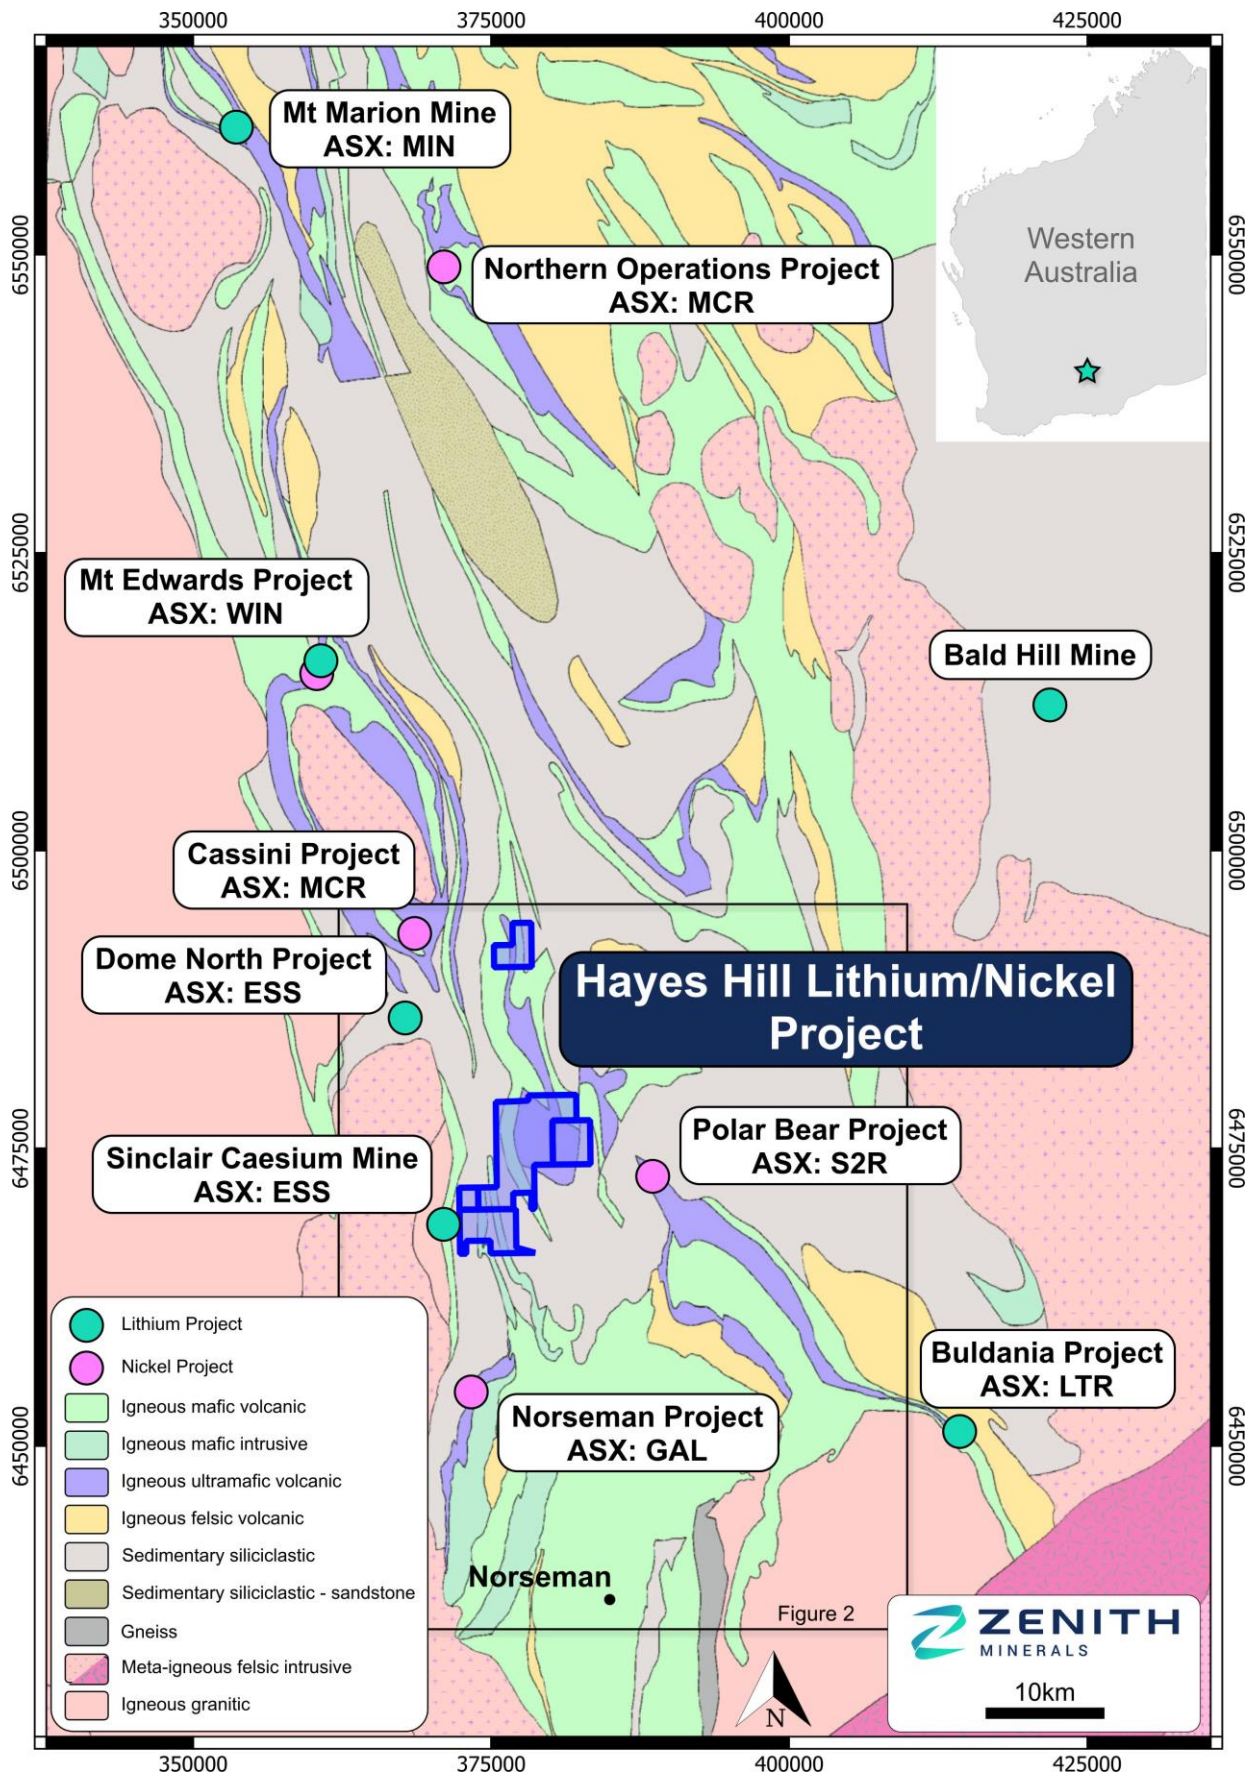 350000
375000
400000
425000
Mt Marion Mine
ASX: MIN
Western
Australia
6550000
6550000
Northern Operations Project
ASX: MCR
6525000
6525000
Mt Edwards Project
ASX: WIN
Bald Hill Mine
6500000
6500000
Cassini Project
ASX: MCR
Dome North Project
ASX: ESS
Hayes Hill Lithium/Nickel
Project
6475000
6475000
Sinclair Caesium Mine
ASX: ESS
Polar Bear Project
ASX: S2R
Buldania Project
ASX: LTR
Norseman Project
ASX: GAL
6450000
6450000
Lithium Project
Nickel Project
Igneous mafic volcanic
Igneous mafic intrusive
Igneous ultramafic volcanic
Igneous felsic volcanic
Sedimentary siliciclastic
Sedimentary siliciclastic - sandstone
Gneiss
Meta-igneous felsic intrusive
Igneous granitic
Norseman
Figure 2
N
ZENITH
MINERALS
10km
350000
375000
400000
425000